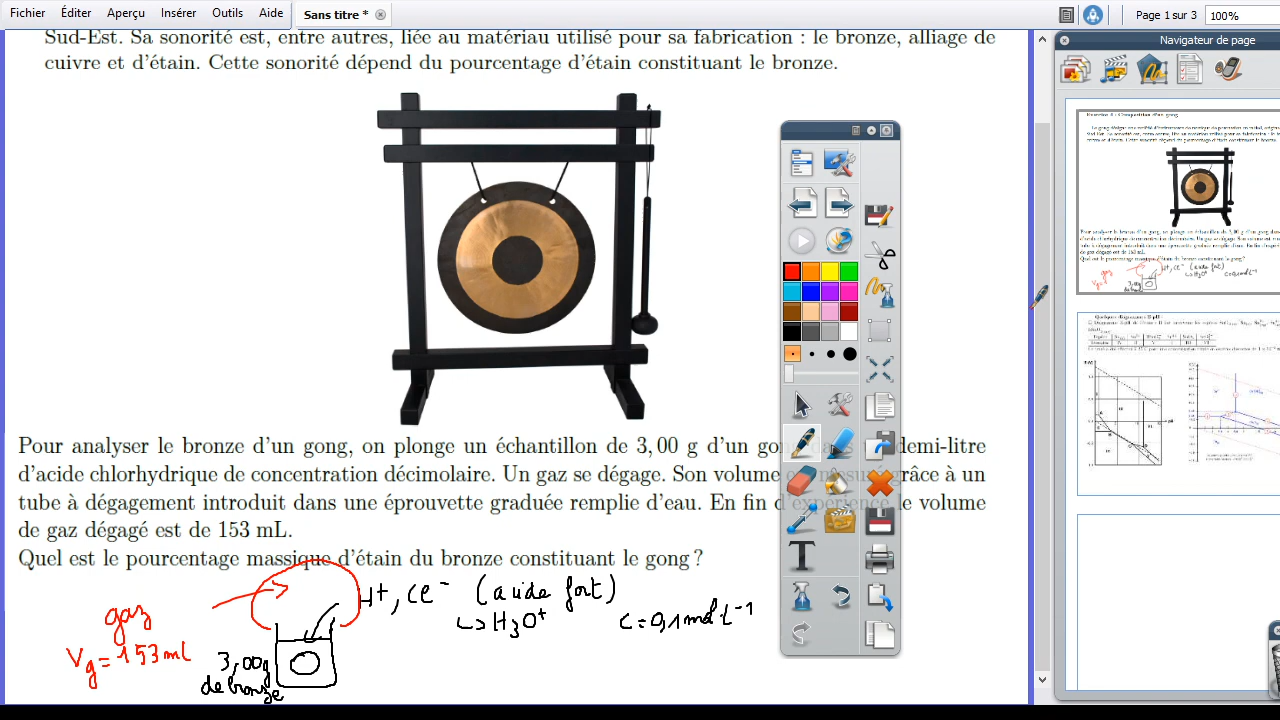 Fichier Éditer Aperçu Insérer Outils Aide Sans titre * Page 1 sur 3 100%
Navigateur de page
Sud-Est. Sa sonorité est, entre autres, liée au matériau utilisé pour sa fabrication : le bronze, alliage de
cuivre et d'étain. Cette sonorité dépend du pourcentage d'étain constituant le bronze.
Pour analyser le bronze d'un gong, on plonge un échantillon de 3,00 g d'un gon demi-litre
d'acide chlorhydrique de concentration décimolaire. Un gaz se dégage. Son volume mesuré grâce à un
tube à dégagement introduit dans une éprouvette graduée remplie d'eau. En fin d'expérience le volume
de gaz dégagé est de 153 mL.
Quel est le pourcentage massique d'étain du bronze constituant le gong ?
gaz
Vg = 153 mL
3,00g
de bronze
H+, Cl- (acide fort)
↳ H3O+ C = 0,1 mol L-1